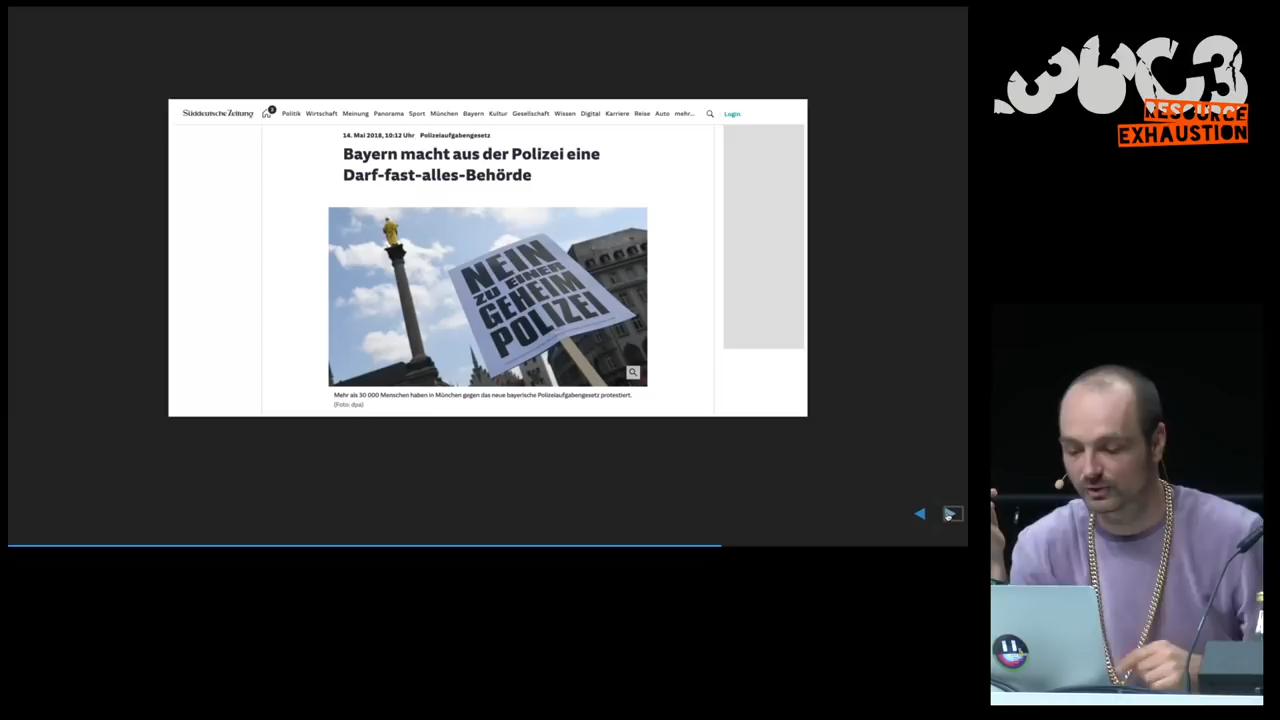 36C3
RESOURCE
EXHAUSTION
Süddeutsche Zeitung
Politik Wirtschaft Meinung Panorama Sport München Bayern Kultur Gesellschaft Wissen Digital Karriere Reise Auto mehr... Login
14. Mai 2018, 10:12 Uhr Polizeiaufgabengesetz
Bayern macht aus der Polizei eine
Darf-fast-alles-Behörde
NEIN
ZU EINER
GEHEIM
POLIZEI
Mehr als 30 000 Menschen haben in München gegen das neue bayerische Polizeiaufgabengesetz protestiert.
(Foto: dpa)